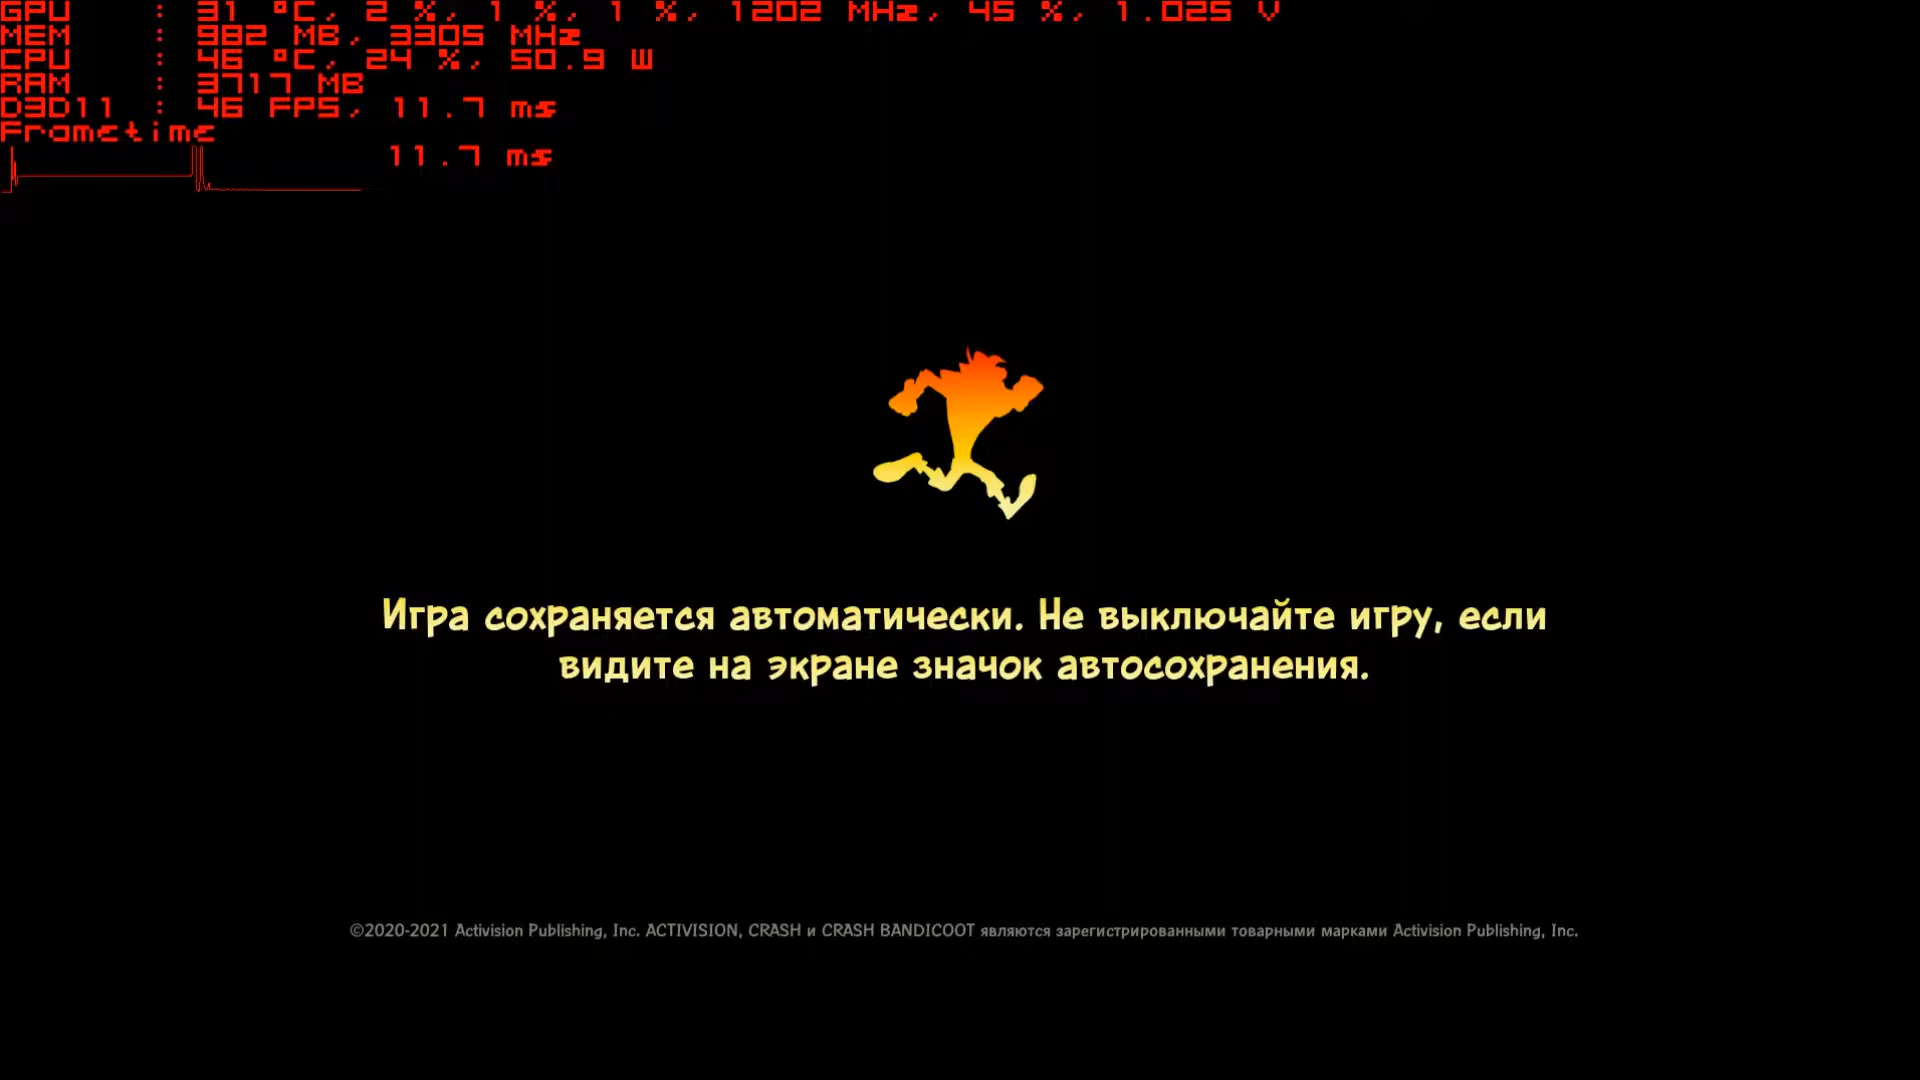 GPU : 31 °C, 2 %, 1 %, 1 %, 1202 MHz, 45 %, 1.025 V
MEM : 982 MB, 3305 MHz
CPU : 46 °C, 24 %, 50.9 W
RAM : 3717 MB
D3D11 : 46 FPS, 11.7 ms
Frametime
11.7 ms
Игра сохраняется автоматически. Не выключайте игру, если
видите на экране значок автосохранения.
©2020-2021 Activision Publishing, Inc. ACTIVISION, CRASH и CRASH BANDICOOT являются зарегистрированными товарными марками Activision Publishing, Inc.